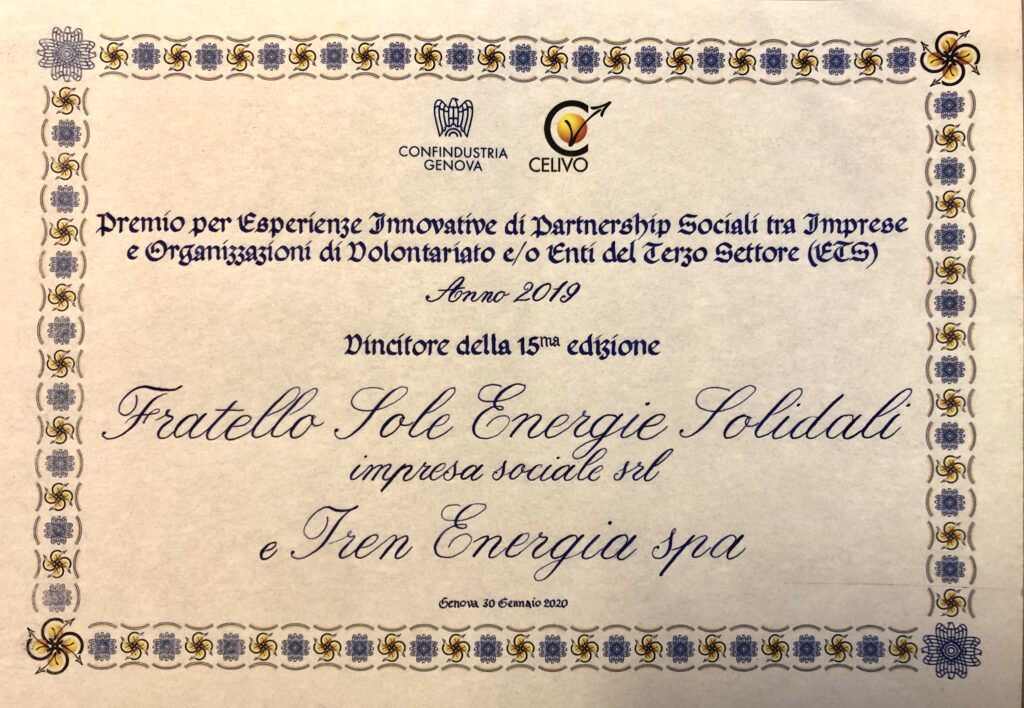 CONFINDUSTRIA
GENOVA
CELIVO
Premio per Esperienze Innovative di Partnership Sociali tra Imprese
e Organizzazioni di Volontariato e/o Enti del Terzo Settore (ETS)
Anno 2019
Vincitore della 15ma edizione
Fratello Sole Energie Solidali
impresa sociale srl
e Iren Energia spa
Genova 30 Gennaio 2020